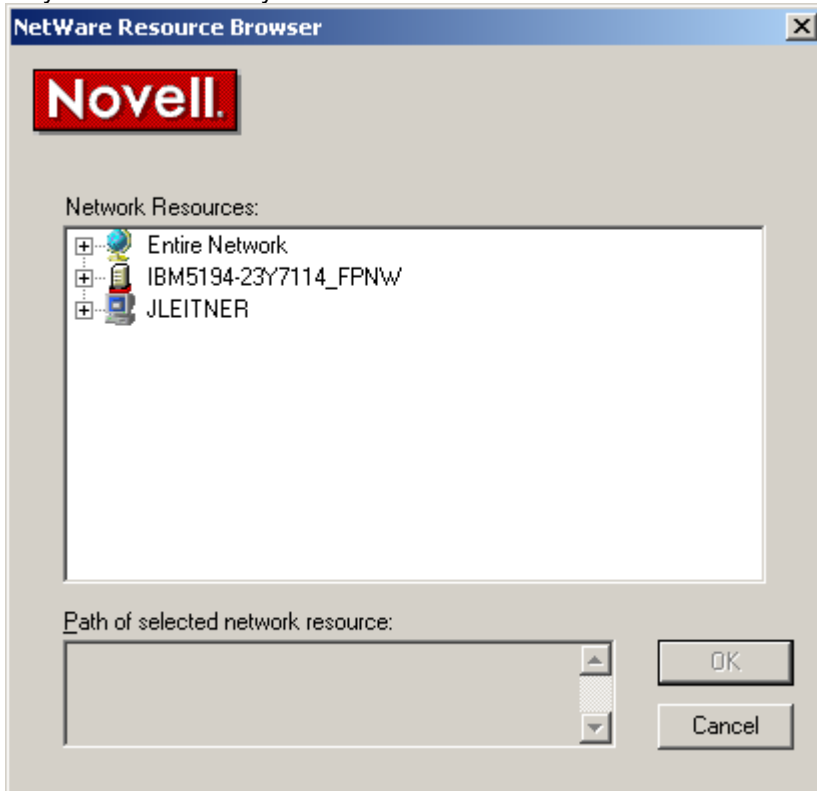 NetWare Resource Browser
Novell.
Network Resources:
Entire Network
IBM5194-23Y7114_FPNW
JLEITNER
Path of selected network resource:
OK
Cancel